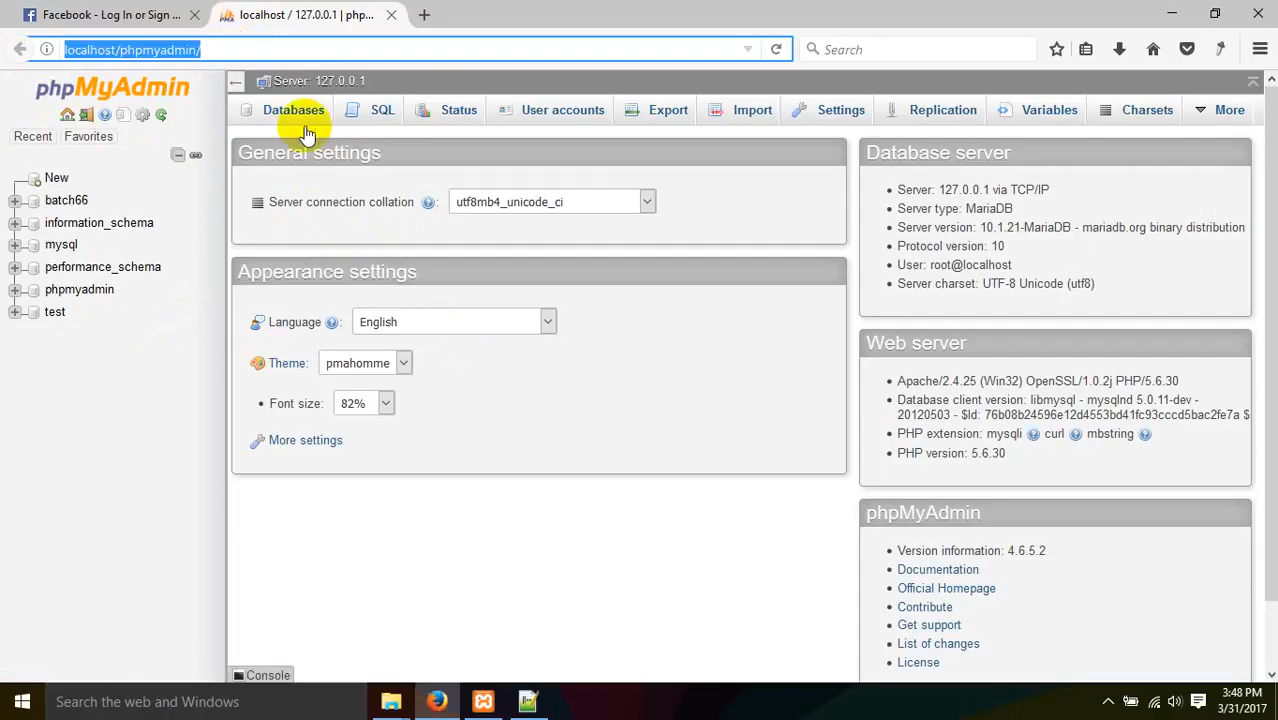 Facebook - Log In or Sign ...
localhost / 127.0.0.1 | php...
localhost/phpmyadmin/
Search
phpMyAdmin
Recent
Favorites
New
batch66
information_schema
mysql
performance_schema
phpmyadmin
test
Server: 127.0.0.1
Databases
SQL
Status
User accounts
Export
Import
Settings
Replication
Variables
Charsets
More
General settings
Server connection collation
:
utf8mb4_unicode_ci
Appearance settings
Language
:
English
Theme:
pmahomme
Font size:
82%
More settings
Database server
Server: 127.0.0.1 via TCP/IP
Server type: MariaDB
Server version: 10.1.21-MariaDB - mariadb.org binary distribution
Protocol version: 10
User: root@localhost
Server charset: UTF-8 Unicode (utf8)
Web server
Apache/2.4.25 (Win32) OpenSSL/1.0.2j PHP/5.6.30
Database client version: libmysql - mysqlnd 5.0.11-dev -
20120503 - $Id: 76b08b24596e12d4553bd41fc93cccd5bac2fe7a $
PHP extension: mysqli curl mbstring
PHP version: 5.6.30
phpMyAdmin
Version information: 4.6.5.2
Documentation
Official Homepage
Contribute
Get support
List of changes
License
Console
Search the web and Windows
3:48 PM
3/31/2017